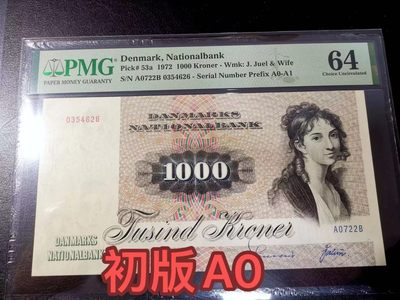 PMG
PAPER MONEY GUARANTY
Denmark, Nationalbank
Pick# 53a 1972 1000 Kroner - Wmk: J. Juel & Wife
S/N A0722B 0354626 - Serial Number Prefix A0-A1
64
Choice Uncirculated
0354626
DANMARKS
NATIONALBANK
1000
Tusind Kroner
DANMARKS
NATIONALBANK
A0722B
初版A0